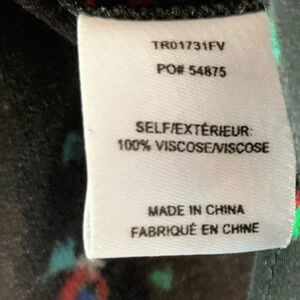 TR01731FV
PO# 54875
SELF/EXTÉRIEUR:
100% VISCOSE/VISCOSE
MADE IN CHINA
FABRIQUÉ EN CHINE